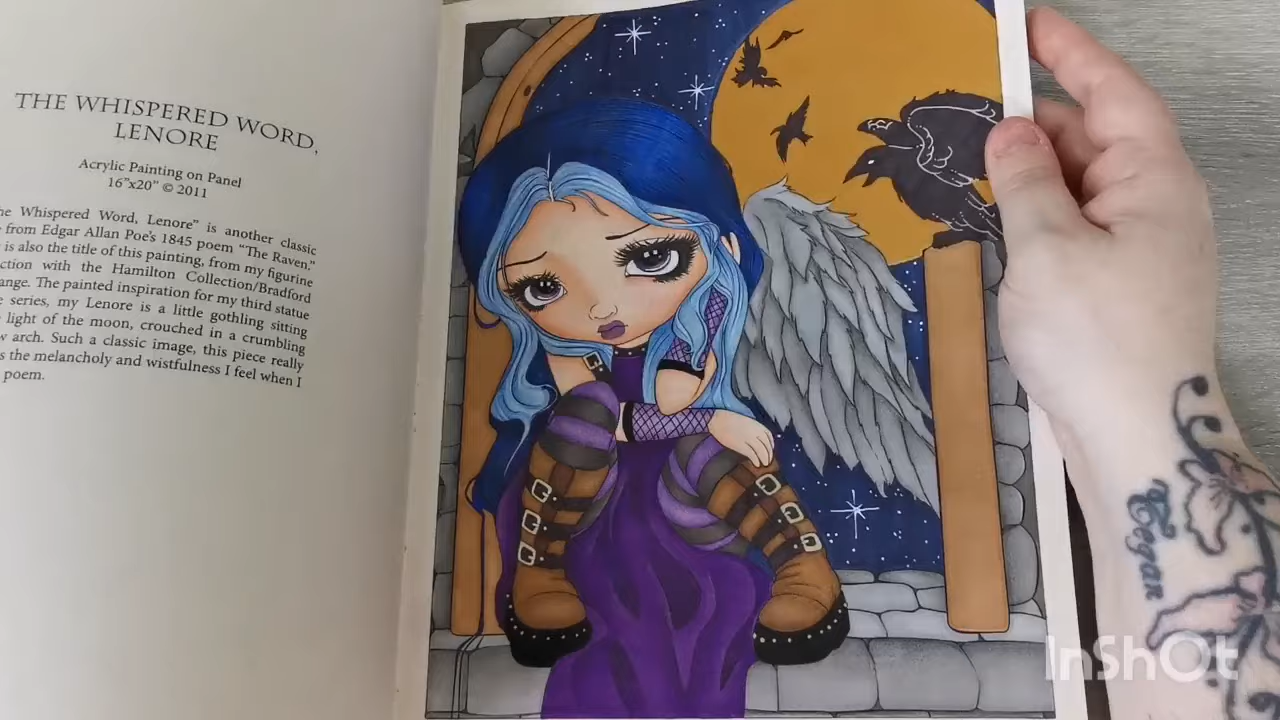 THE WHISPERED WORD,
LENORE
Acrylic Painting on Panel
16"x20" © 2011
Whispered Word, Lenore" is another classic
from Edgar Allan Poe's 1845 poem "The Raven,"
is also the title of this painting, from my figurine
with the Hamilton Collection/Bradford
The painted inspiration for my third statue
series, my Lenore is a little gothling sitting
light of the moon, crouched in a crumbling
arch. Such a classic image, this piece really
the melancholy and wistfulness I feel when I
poem.
Tegan
InShOt